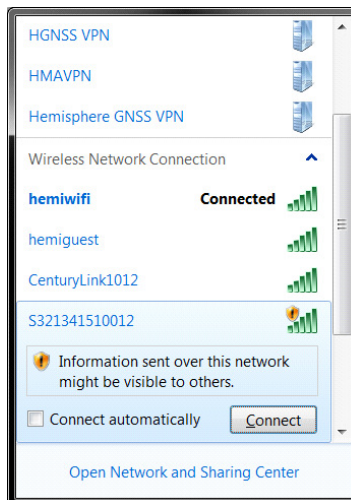 HGNSS VPN
HMAVPN
Hemisphere GNSS VPN
Wireless Network Connection
hemiwifi Connected
hemiguest
CenturyLink1012
S321341510012
Information sent over this network
might be visible to others.
Connect automatically Connect
Open Network and Sharing Center